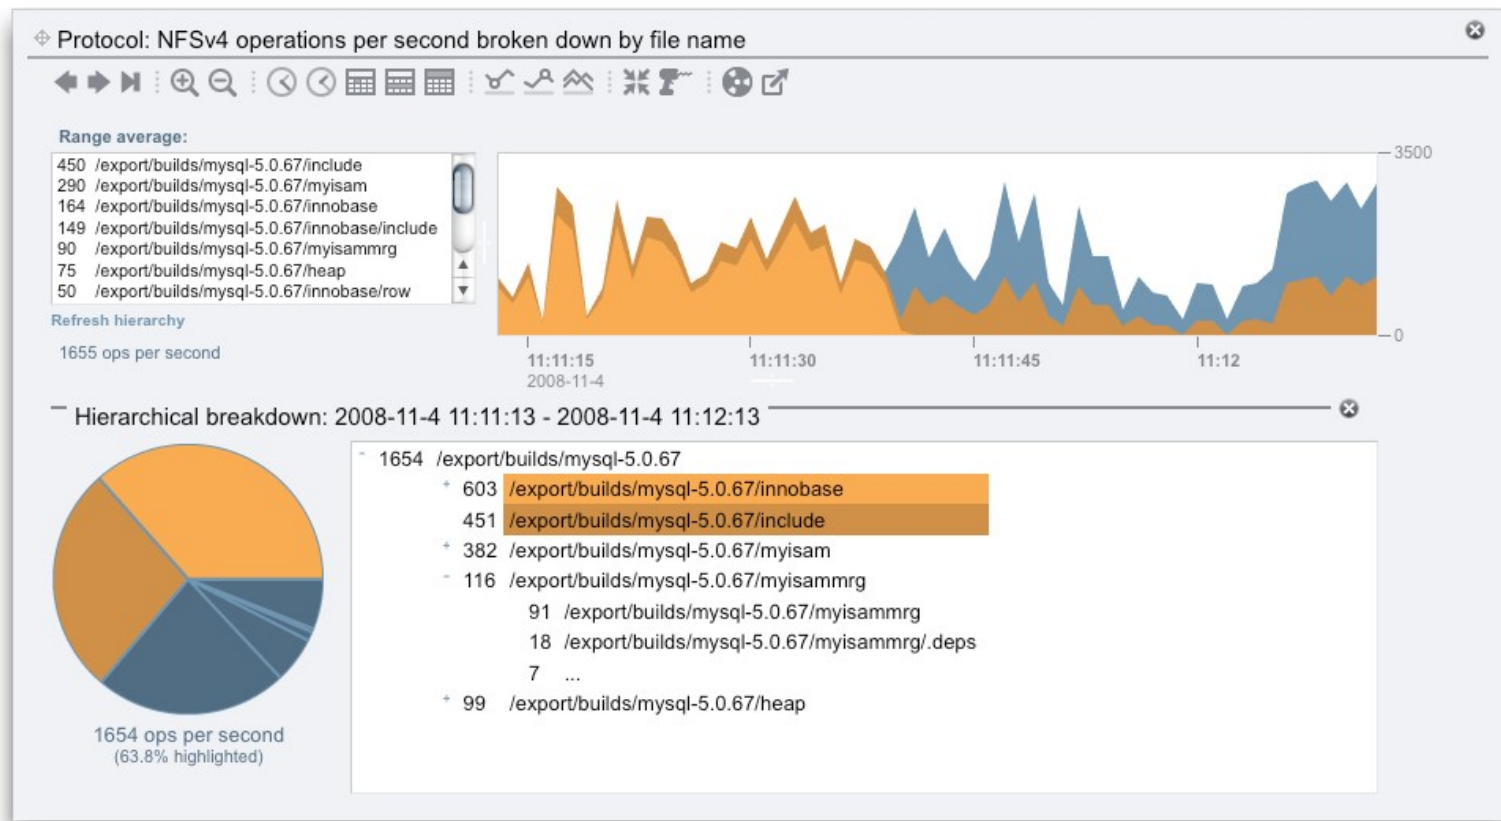 Protocol: NFSv4 operations per second broken down by file name
Range average:
450 /export/builds/mysql-5.0.67/include
290 /export/builds/mysql-5.0.67/myisam
164 /export/builds/mysql-5.0.67/innobase
149 /export/builds/mysql-5.0.67/innobase/include
90 /export/builds/mysql-5.0.67/myisammrg
75 /export/builds/mysql-5.0.67/heap
50 /export/builds/mysql-5.0.67/innobase/row
Refresh hierarchy
1655 ops per second
3500
0
11:11:15 11:11:30 11:11:45 11:12
2008-11-4
Hierarchical breakdown: 2008-11-4 11:11:13 - 2008-11-4 11:12:13
1654 /export/builds/mysql-5.0.67
603 /export/builds/mysql-5.0.67/innobase
451 /export/builds/mysql-5.0.67/include
382 /export/builds/mysql-5.0.67/myisam
116 /export/builds/mysql-5.0.67/myisammrg
91 /export/builds/mysql-5.0.67/myisammrg
18 /export/builds/mysql-5.0.67/myisammrg/.deps
7 ...
99 /export/builds/mysql-5.0.67/heap
1654 ops per second
(63.8% highlighted)